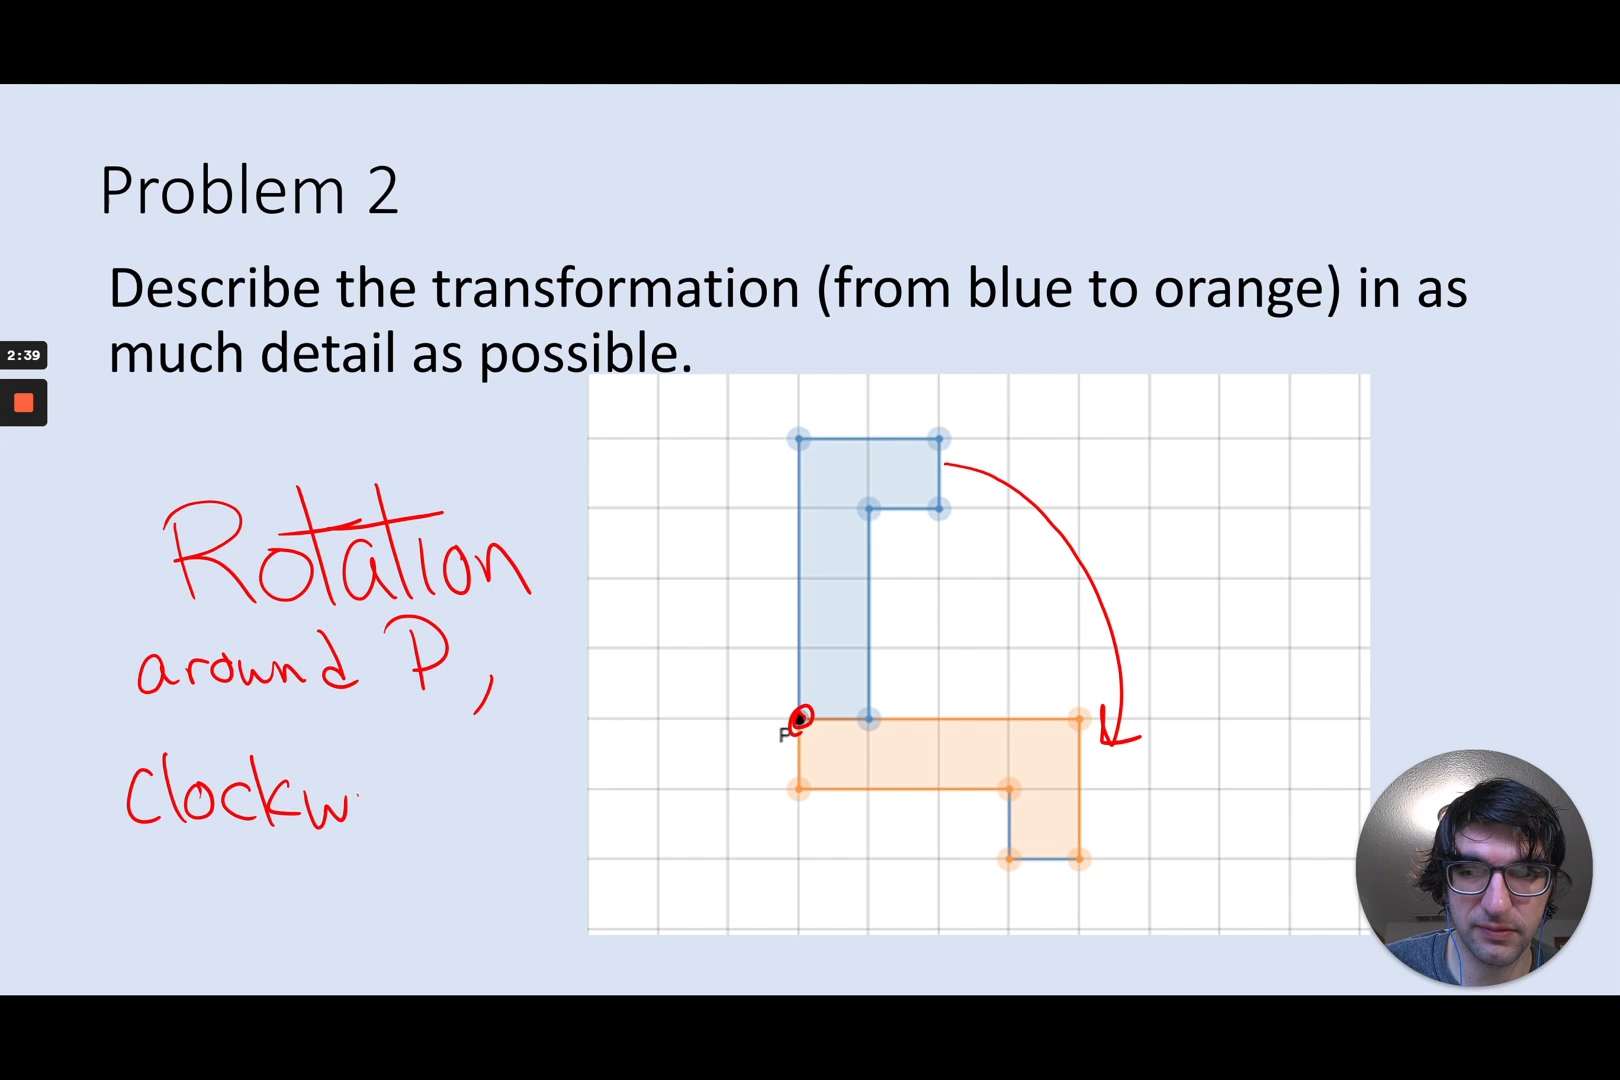 Problem 2
Describe the transformation (from blue to orange) in as
much detail as possible.
2:39
Rotation
around P,
clockw
P